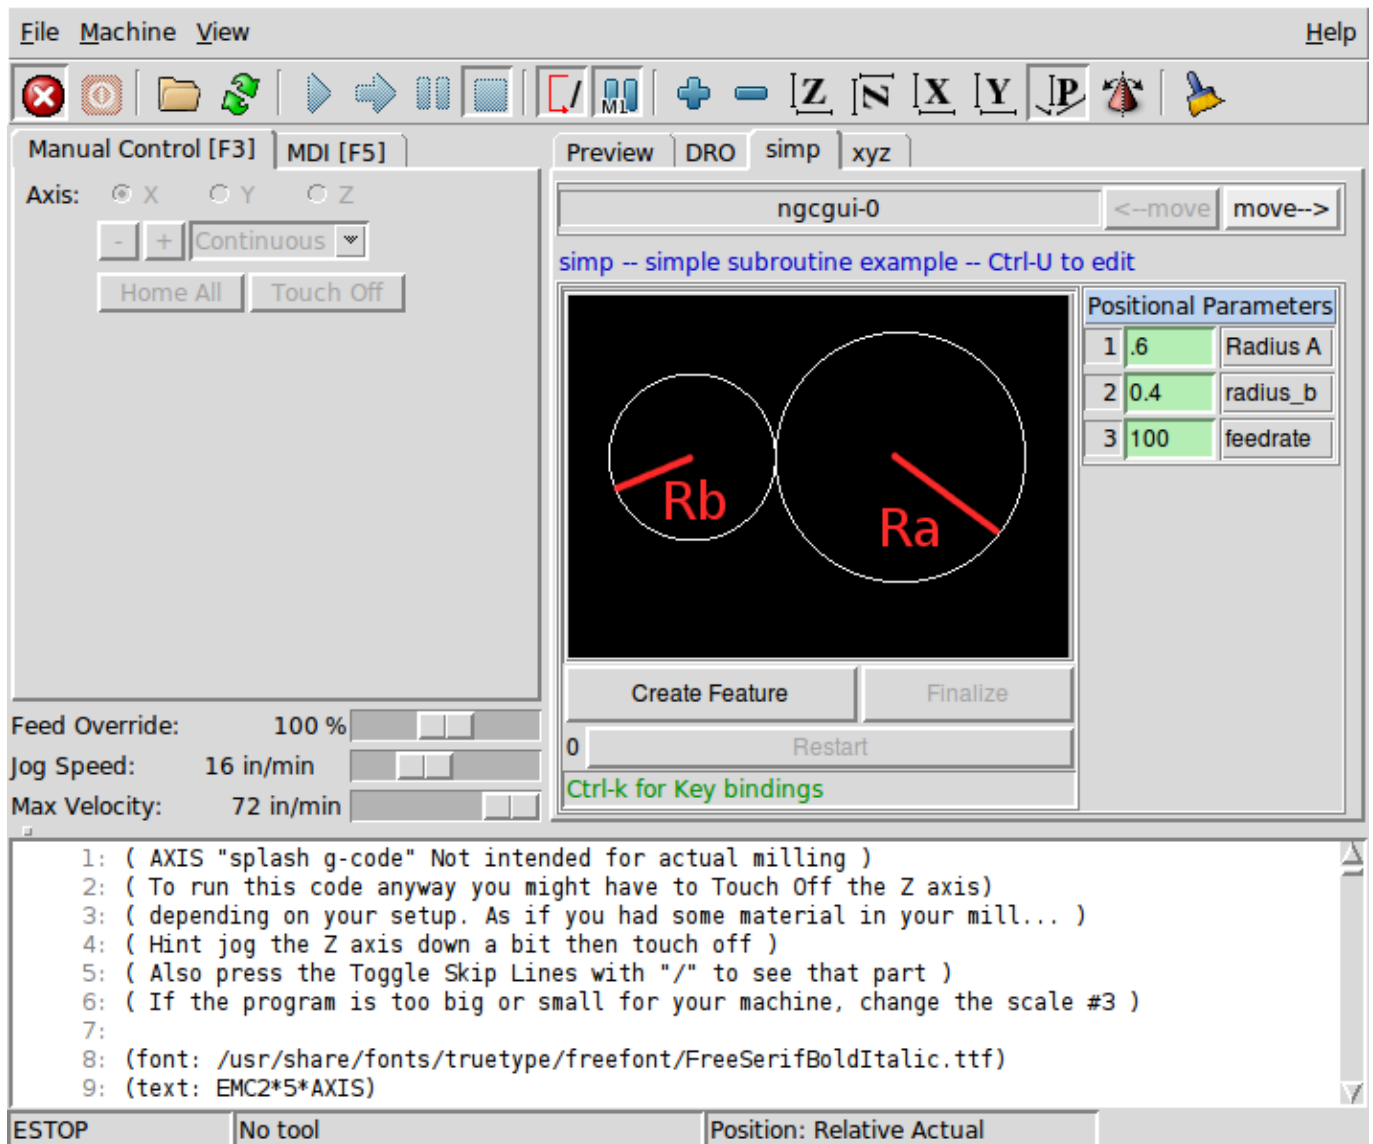 File Machine View Help
M1 Z N X Y P
Manual Control [F3] MDI [F5]
Preview DRO simp xyz
Axis: X Y Z
- + Continuous
Home All Touch Off
ngcgui-0 <--move move-->
simp -- simple subroutine example -- Ctrl-U to edit
Positional Parameters
1 .6 Radius A
2 0.4 radius_b
3 100 feedrate
Rb
Ra
Create Feature Finalize
0 Restart
Ctrl-k for Key bindings
Feed Override: 100 %
Jog Speed: 16 in/min
Max Velocity: 72 in/min
1: ( AXIS "splash g-code" Not intended for actual milling )
2: ( To run this code anyway you might have to Touch Off the Z axis)
3: ( depending on your setup. As if you had some material in your mill... )
4: ( Hint jog the Z axis down a bit then touch off )
5: ( Also press the Toggle Skip Lines with "/" to see that part )
6: ( If the program is too big or small for your machine, change the scale #3 )
7:
8: (font: /usr/share/fonts/truetype/freefont/FreeSerifBoldItalic.ttf)
9: (text: EMC2*5*AXIS)
ESTOP No tool Position: Relative Actual